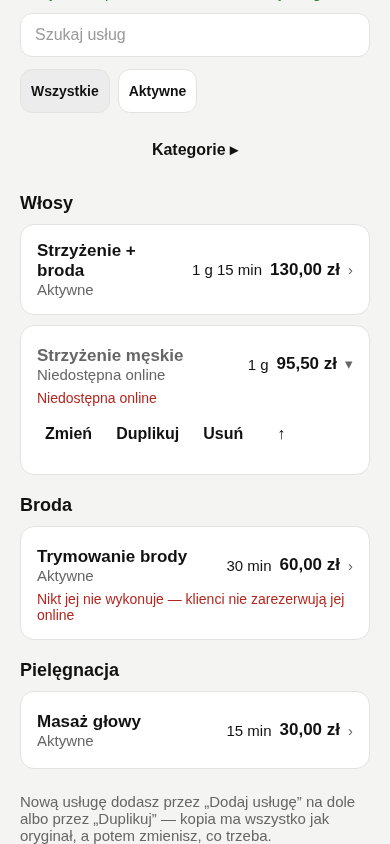 Szukaj usług
Wszystkie
Aktywne
Kategorie ▸
Włosy
Strzyżenie +
broda
1 g 15 min 130,00 zł ›
Aktywne
Strzyżenie męskie
1 g 95,50 zł ▾
Niedostępna online
Niedostępna online
Zmień Duplikuj Usuń ↑
Broda
Trymowanie brody
30 min 60,00 zł ›
Aktywne
Nikt jej nie wykonuje — klienci nie zarezerwują jej
online
Pielęgnacja
Masaż głowy
15 min 30,00 zł ›
Aktywne
Nową usługę dodasz przez „Dodaj usługę” na dole
albo przez „Duplikuj” — kopia ma wszystko jak
oryginał, a potem zmienisz, co trzeba.